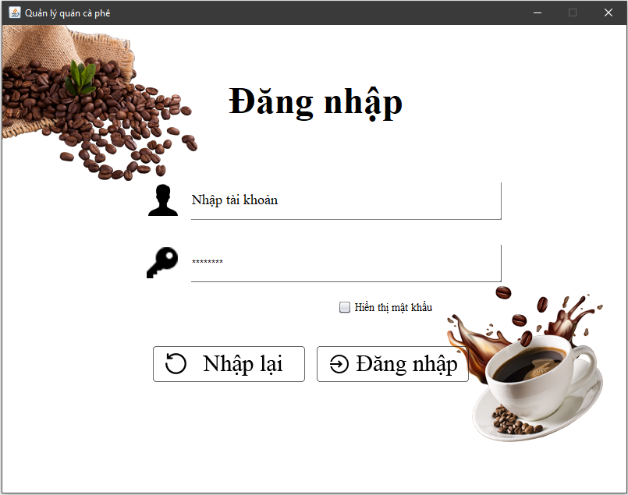 Quản lý quán cà phê
Đăng nhập
Nhập tài khoản
********
Hiển thị mật khẩu
Nhập lại
Đăng nhập